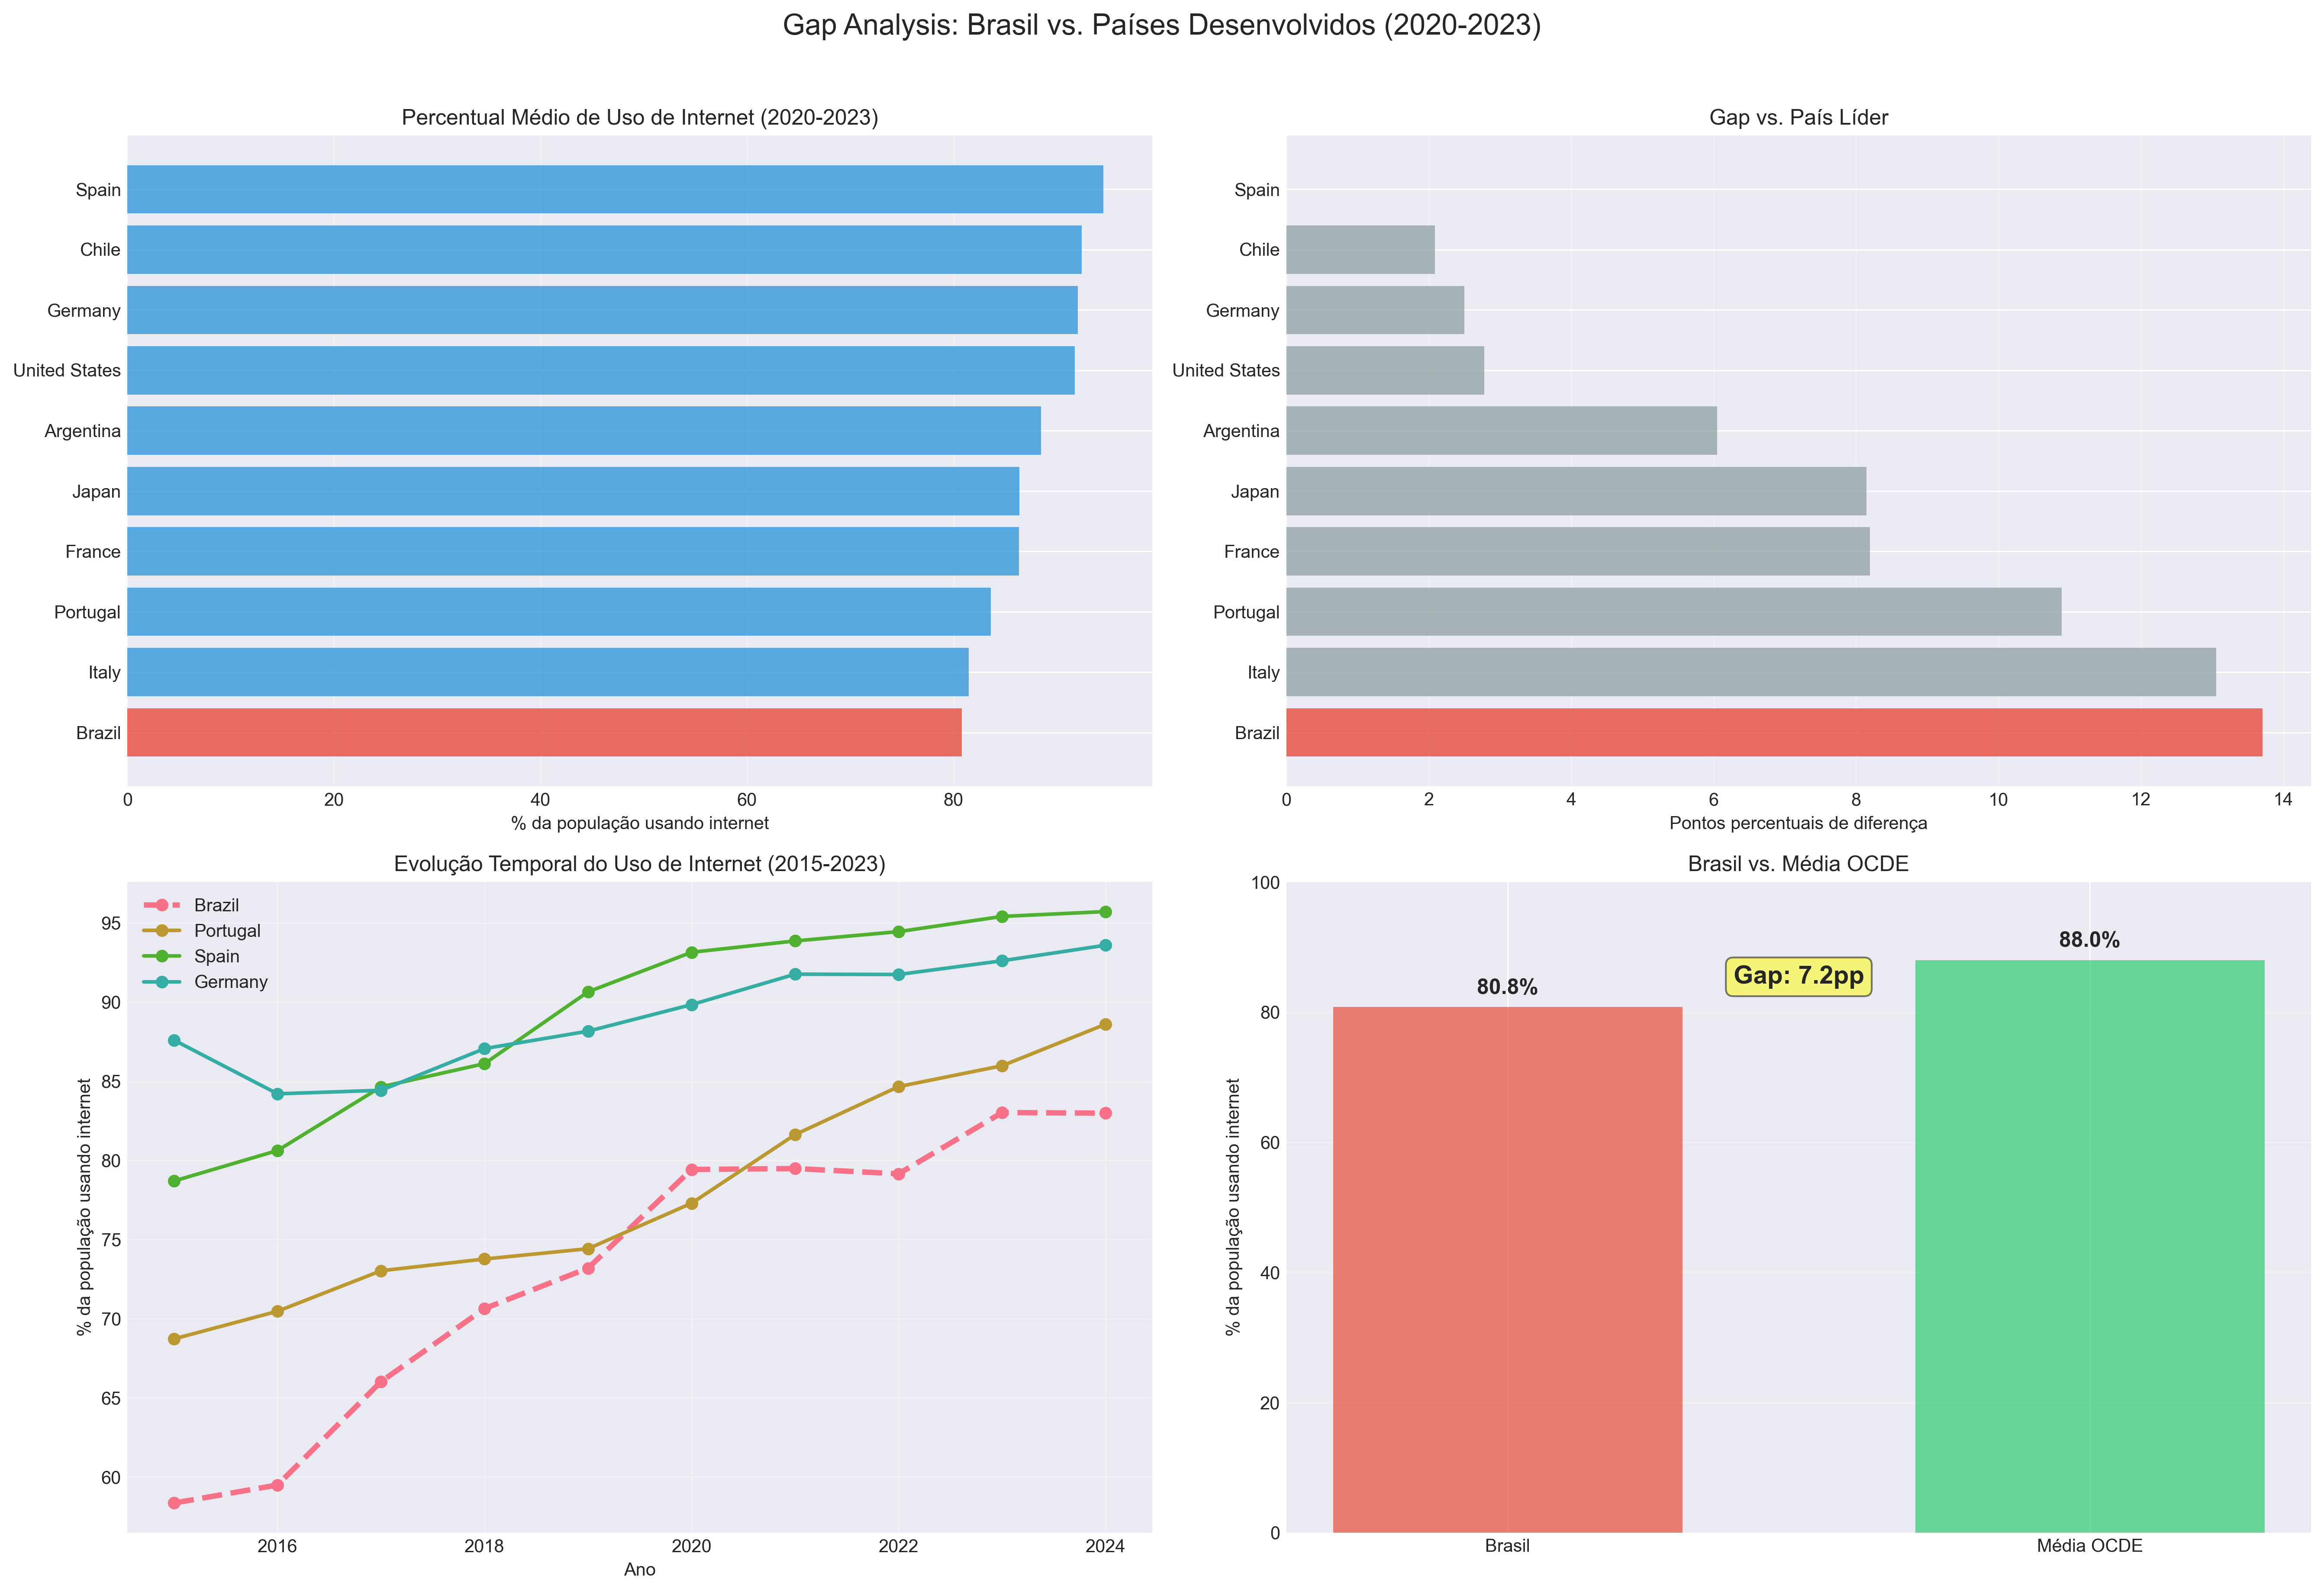 Gap Analysis: Brasil vs. Países Desenvolvidos (2020-2023)
Percentual Médio de Uso de Internet (2020-2023)
Spain
Chile
Germany
United States
Argentina
Japan
France
Portugal
Italy
Brazil
0 20 40 60 80
% da população usando internet
Gap vs. País Líder
Spain
Chile
Germany
United States
Argentina
Japan
France
Portugal
Italy
Brazil
0 2 4 6 8 10 12 14
Pontos percentuais de diferença
Evolução Temporal do Uso de Internet (2015-2023)
Brazil
Portugal
Spain
Germany
% da população usando internet
95
90
85
80
75
70
65
60
2016 2018 2020 2022 2024
Ano
Brasil vs. Média OCDE
% da população usando internet
100
80
60
40
20
0
80.8%
Gap: 7.2pp
88.0%
Brasil Média OCDE